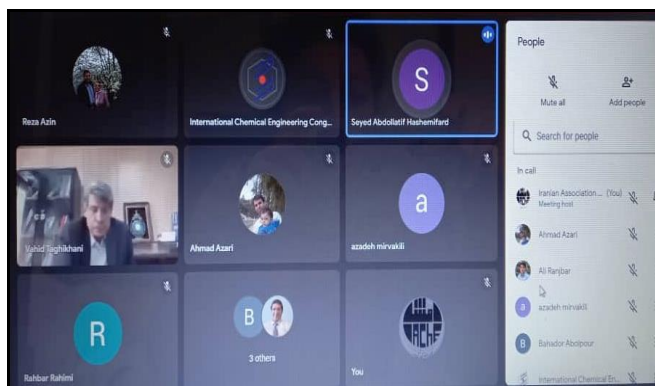 Reza Azin
International Chemical Engineering Cong...
S
Seyed Abdollatif Hashemifard
Vahid Taghikhani
Ahmad Azari
a
azadeh mirvakili
R
Rahbar Rahimi
B
3 others
You
People
Mute all
Add people
Search for people
In call
Iranian Association ... (You)
Meeting host
Ahmad Azari
Ali Ranjbar
a
azadeh mirvakili
B
Bahador Abolpour
International Chemical En...